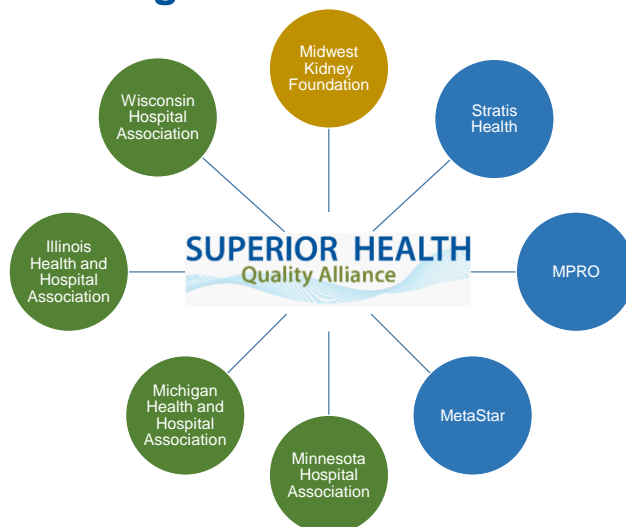 Midwest
Kidney
Foundation
Wisconsin
Hospital
Association
Stratis
Health
SUPERIOR HEALTH
Quality Alliance
Illinois
Health and
Hospital
Association
MPRO
Michigan
Health and
Hospital
Association
MetaStar
Minnesota
Hospital
Association